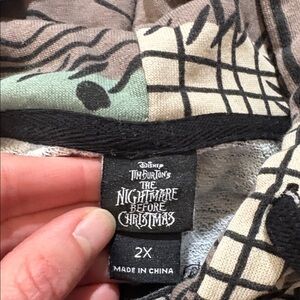 Disney
TIM BURTON'S
THE
NIGHTMARE
BEFORE
CHRISTMAS
2X
MADE IN CHINA